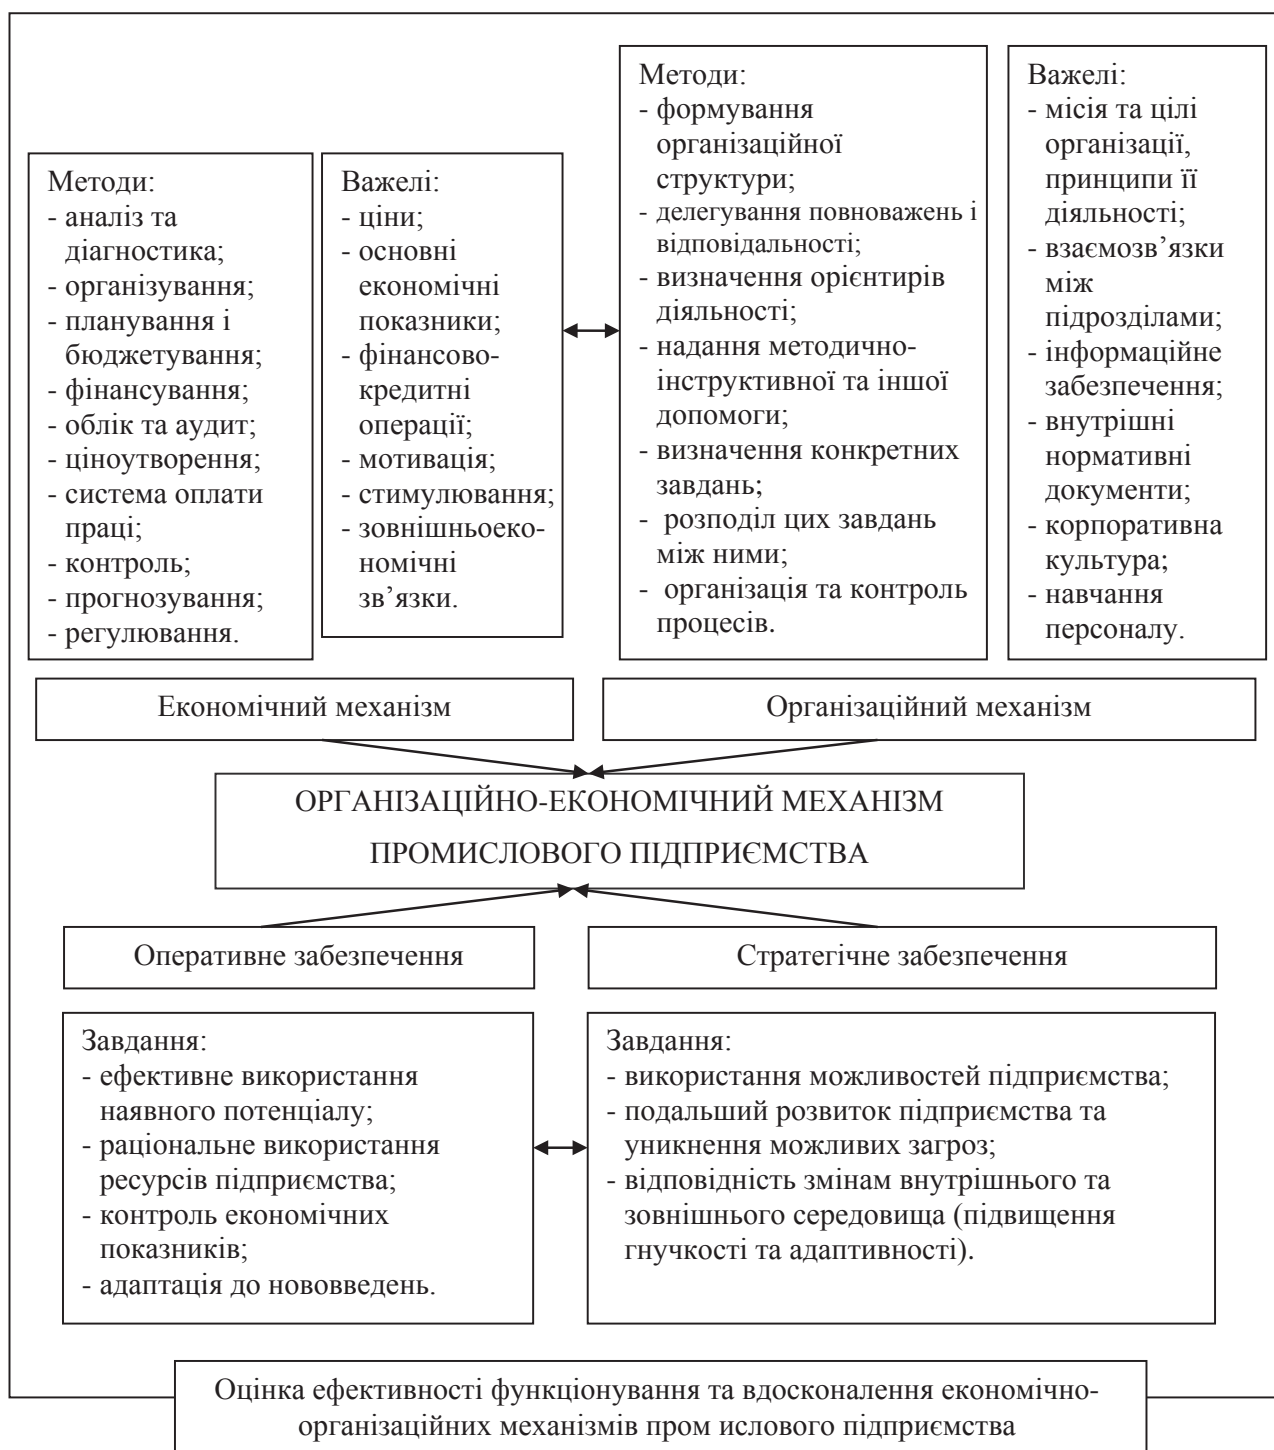 Методи:
- аналіз та
діагностика;
- організування;
- планування і
бюджетування;
- фінансування;
- облік та аудит;
- ціноутворення;
- система оплати
праці;
- контроль;
- прогнозування;
- регулювання.
Важелі:
- ціни;
- основні
економічні
показники;
- фінансово-
кредитні
операції;
- мотивація;
- стимулювання;
- зовнішньоеко-
номічні
зв’язки.
Методи:
- формування
організаційної
структури;
- делегування повноважень і
відповідальності;
- визначення орієнтирів
діяльності;
- надання методично-
інструктивної та іншої
допомоги;
- визначення конкретних
завдань;
- розподіл цих завдань
між ними;
- організація та контроль
процесів.
Важелі:
- місія та цілі
організації,
принципи її
діяльності;
- взаємозв’язки
між
підрозділами;
- інформаційне
забезпечення;
- внутрішні
нормативні
документи;
- корпоративна
культура;
- навчання
персоналу.
Економічний механізм
Організаційний механізм
ОРГАНІЗАЦІЙНО-ЕКОНОМІЧНИЙ МЕХАНІЗМ
ПРОМИСЛОВОГО ПІДПРИЄМСТВА
Оперативне забезпечення
Стратегічне забезпечення
Завдання:
- ефективне використання
наявного потенціалу;
- раціональне використання
ресурсів підприємства;
- контроль економічних
показників;
- адаптація до нововведень.
Завдання:
- використання можливостей підприємства;
- подальший розвиток підприємства та
уникнення можливих загроз;
- відповідність змінам внутрішнього та
зовнішнього середовища (підвищення
гнучкості та адаптивності).
Оцінка ефективності функціонування та вдосконалення економічно-
організаційних механізмів пром ислового підприємства